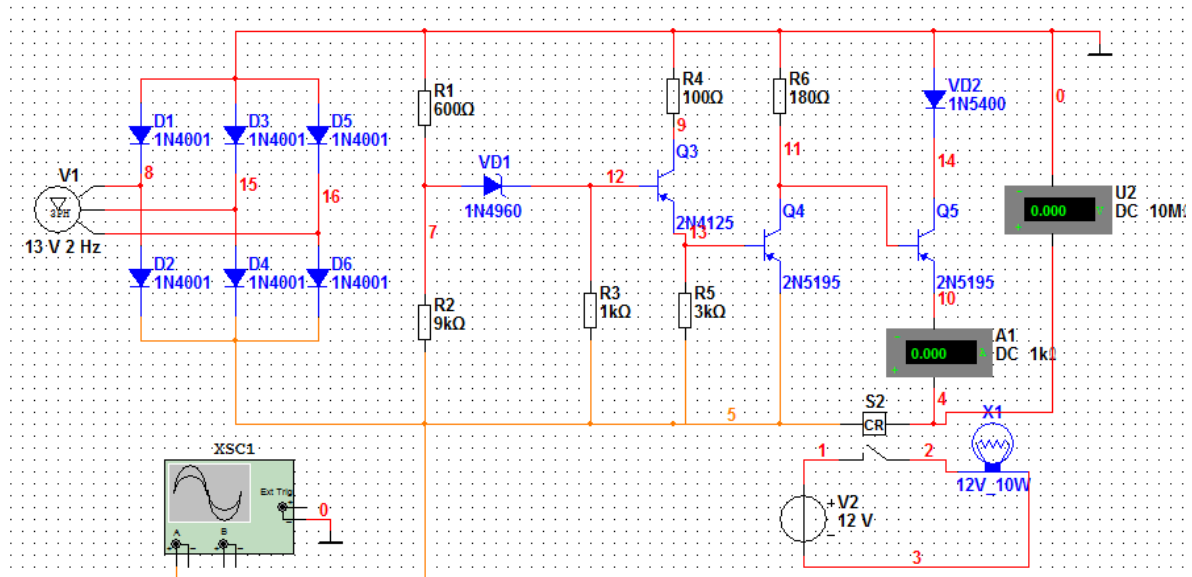 R1
600Ω
R4
100Ω
R6
180Ω
VD2
1N5400
0
D1
1N4001
D3
1N4001
D5
1N4001
9
Q3
11
14
V1
8
15
16
VD1
1N4960
12
3PH
13 V 2 Hz
2N4125
13
Q4
Q5
U2
0.000
V
DC 10MΩ
7
D2
1N4001
D4
1N4001
D6
1N4001
2N5195
2N5195
10
R2
9kΩ
R3
1kΩ
R5
3kΩ
A1
0.000
A
DC 1kΩ
5
S2
CR
4
X1
XSC1
Ext Trig
0
A
B
1
2
12V_10W
V2
12 V
3